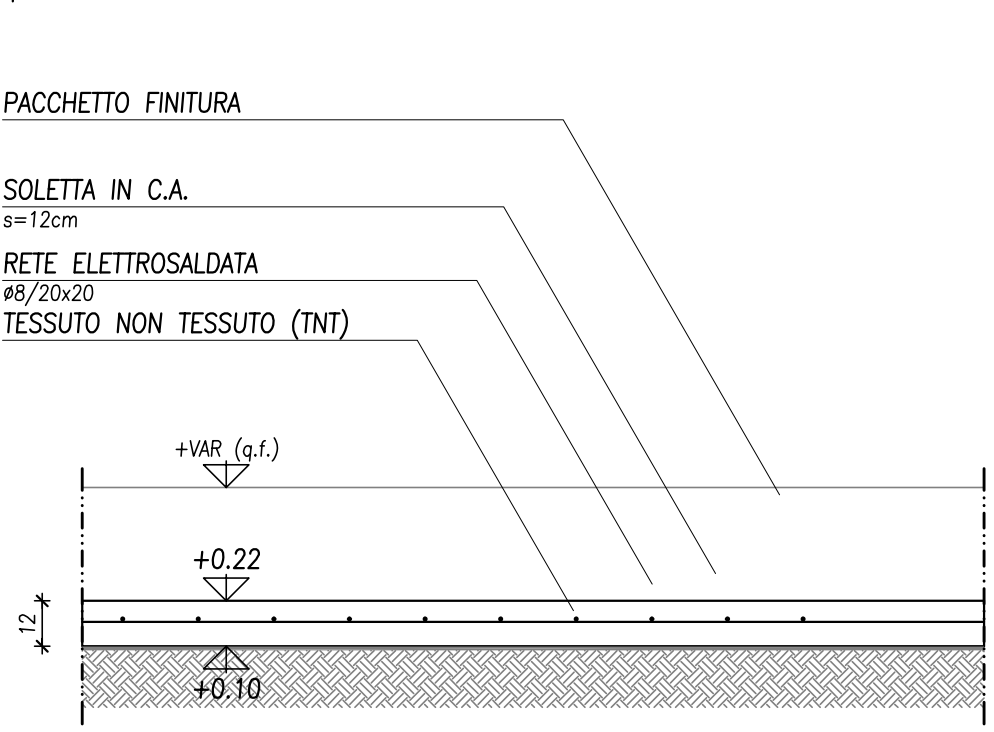 PACCHETTO FINITURA
SOLETTA IN C.A.
s=12cm
RETE ELETTROSALDATA
ø8/20x20
TESSUTO NON TESSUTO (TNT)
+VAR (q.f.)
+0.22
12
+0.10